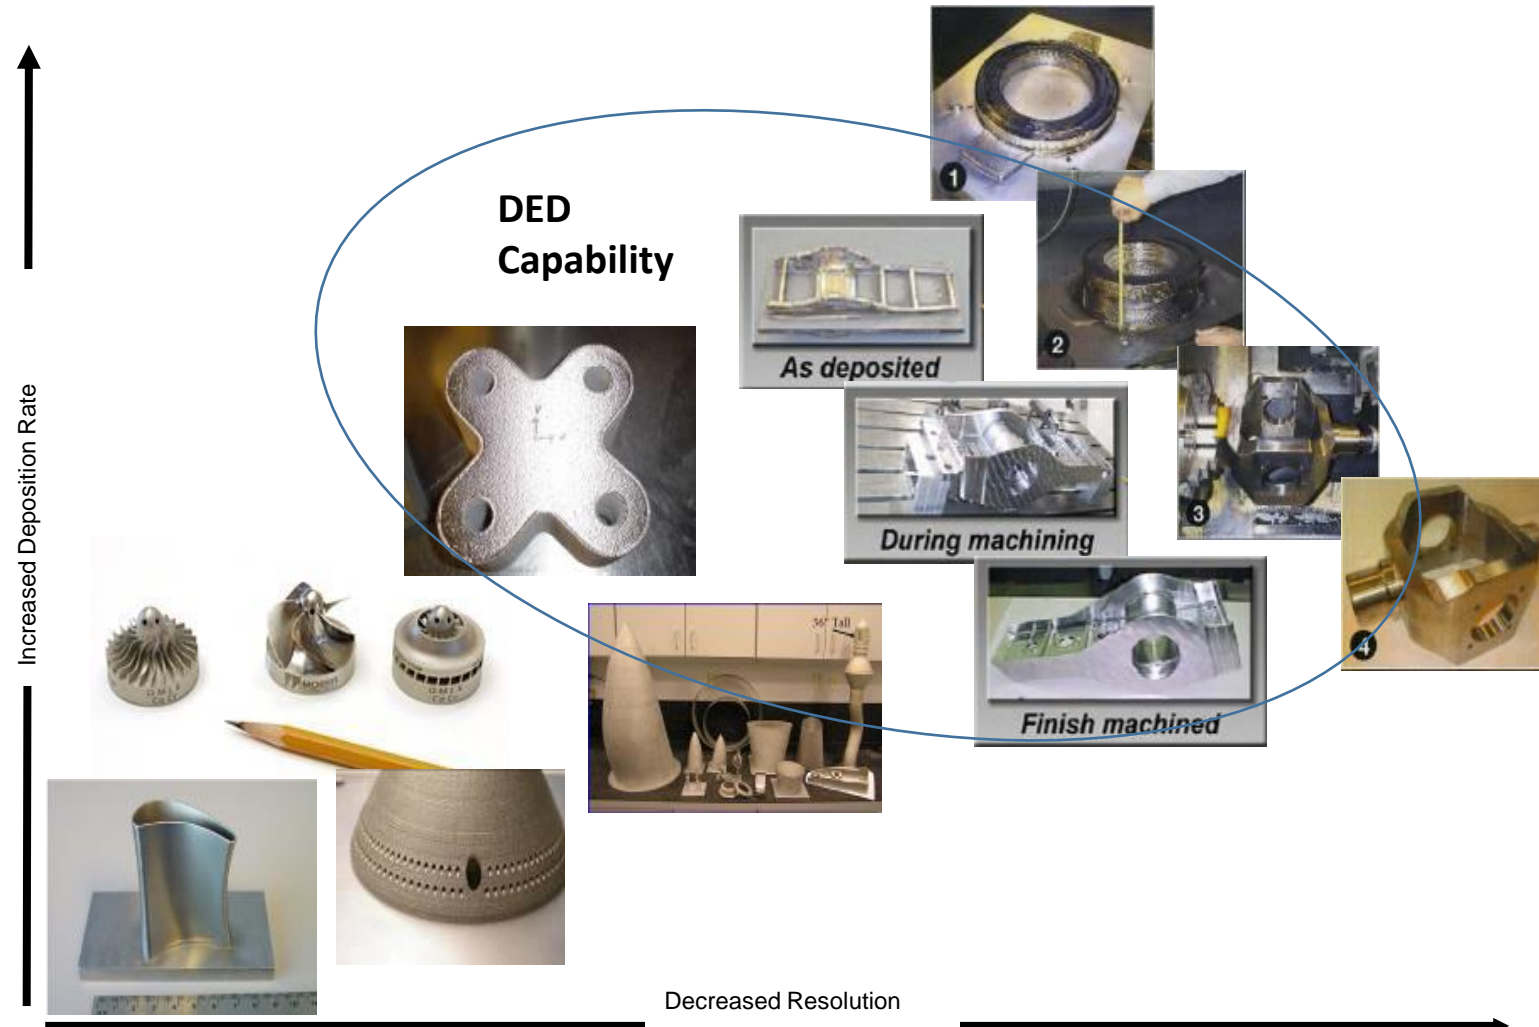 1
DED
Capability
2
As deposited
3
During machining
4
36" Tall
Finish machined
Increased Deposition Rate
Decreased Resolution